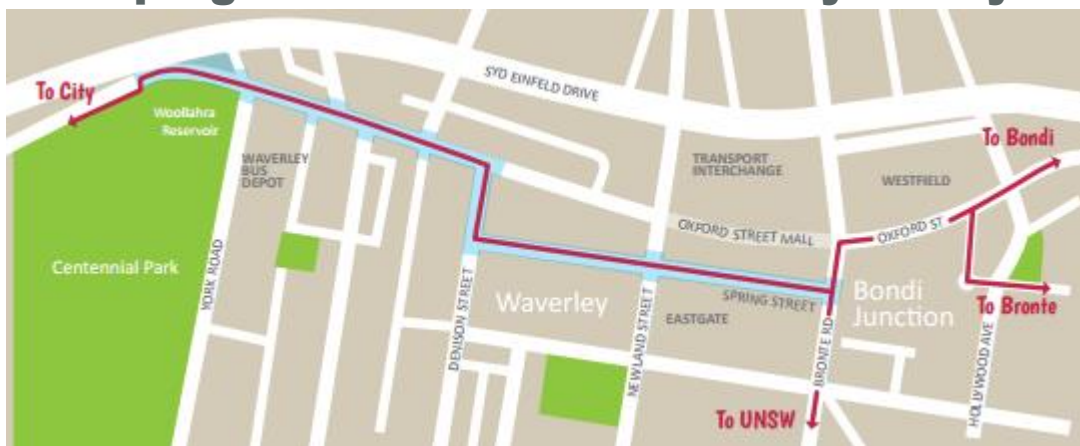 To City
Woollahra
Reservoir
SYD EINFELD DRIVE
To Bondi
WAVERLEY
BUS
DEPOT
TRANSPORT
INTERCHANGE
WESTFIELD
OXFORD STREET MALL
OXFORD ST
Centennial Park
YORK ROAD
DENISON STREET
Waverley
NEWLAND STREET
SPRING STREET
EASTGATE
BRONTE RD
Bondi
Junction
To Bronte
HOLLYWOOD AVE
To UNSW